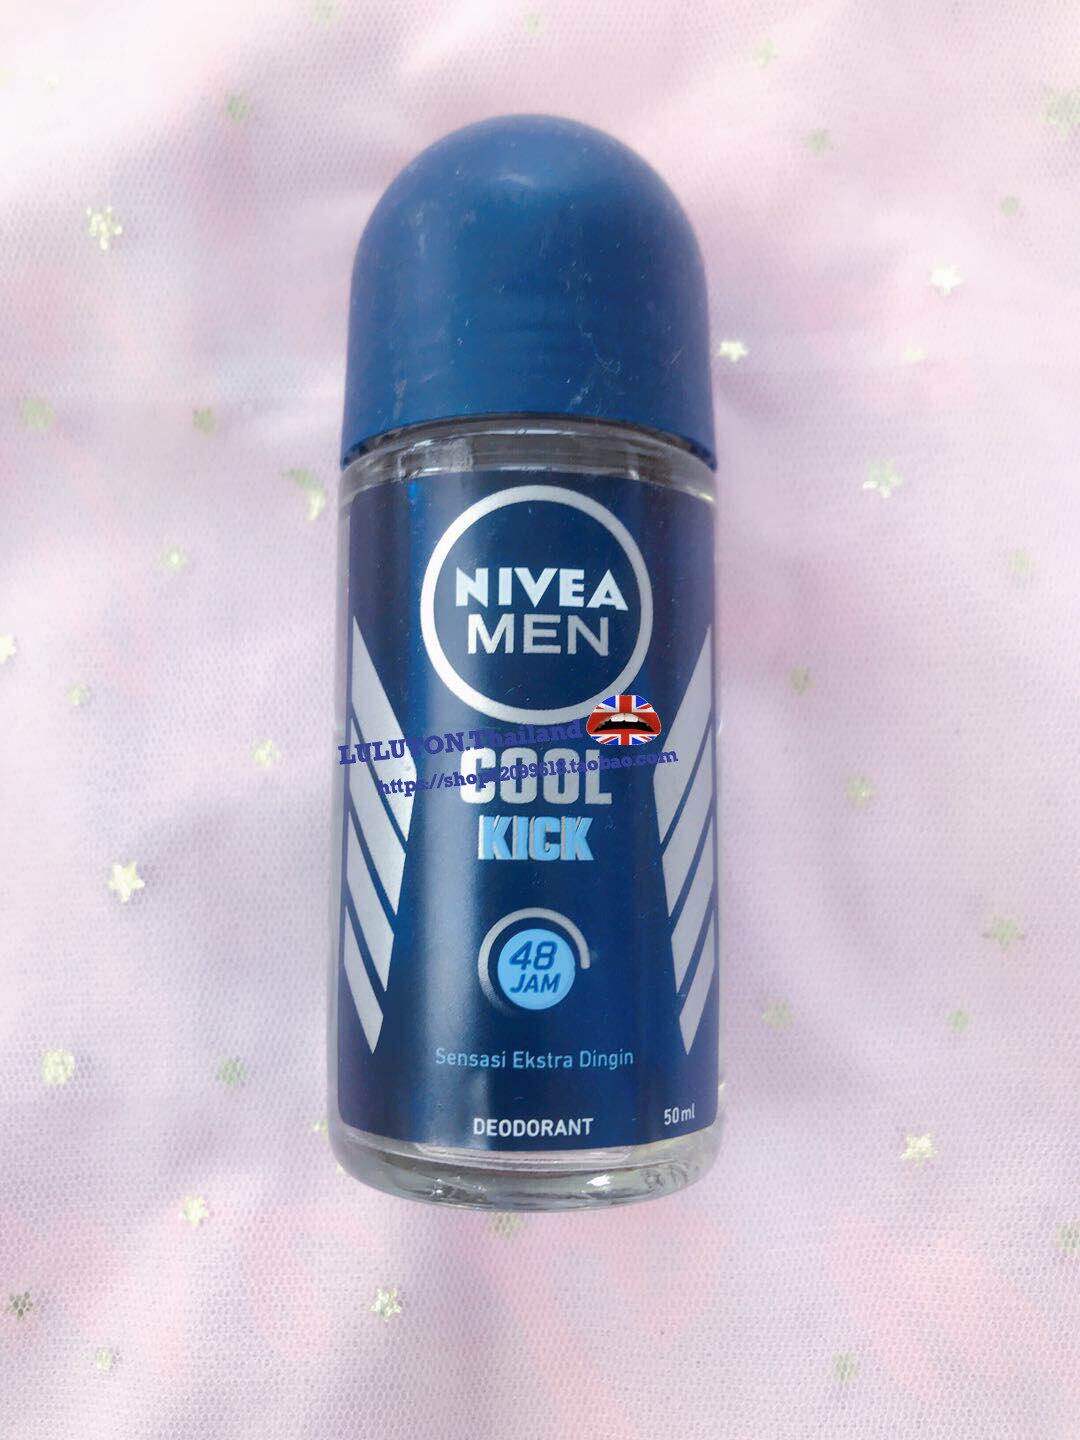 NIVEA
MEN
LULUTON.Thailand
COOL
KICK
48
JAM
Sensasi Ekstra Dingin
DEODORANT
50ml